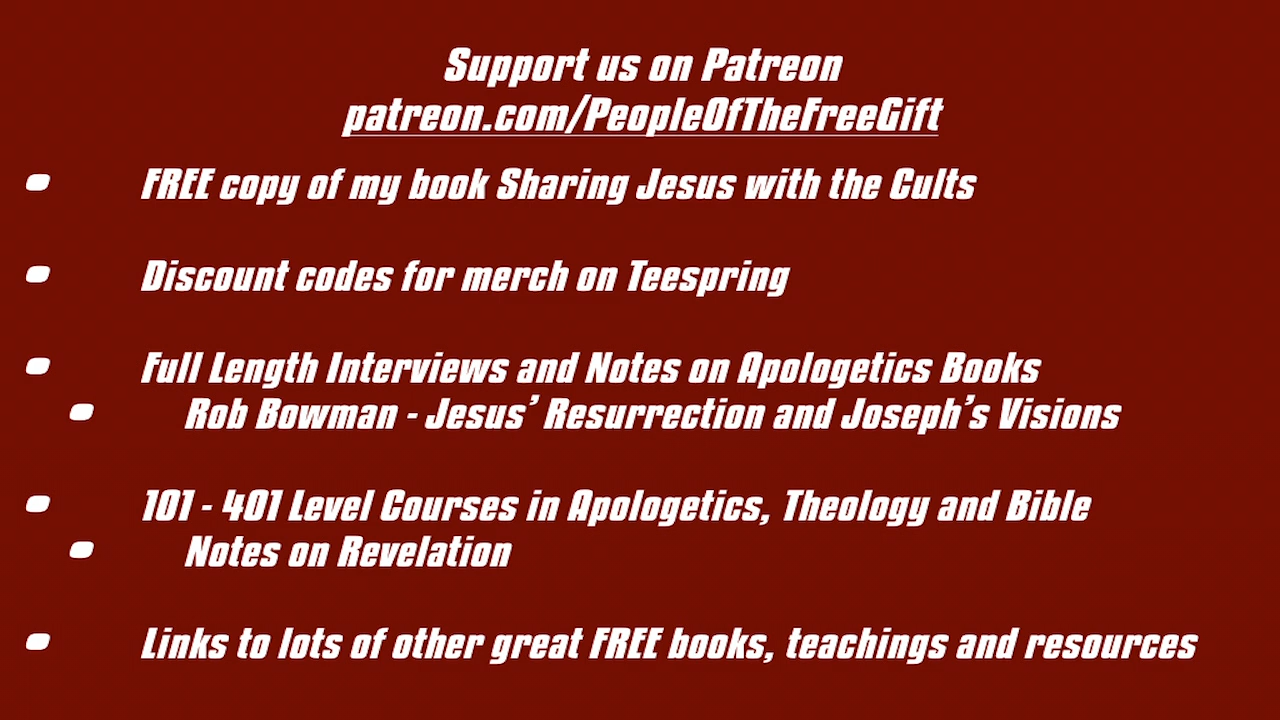 Support us on Patreon
patreon.com/PeopleOfTheFreeGift
• FREE copy of my book Sharing Jesus with the Cults
• Discount codes for merch on Teespring
• Full Length Interviews and Notes on Apologetics Books
• Rob Bowman - Jesus’ Resurrection and Joseph’s Visions
• 101 - 401 Level Courses in Apologetics, Theology and Bible
• Notes on Revelation
• Links to lots of other great FREE books, teachings and resources